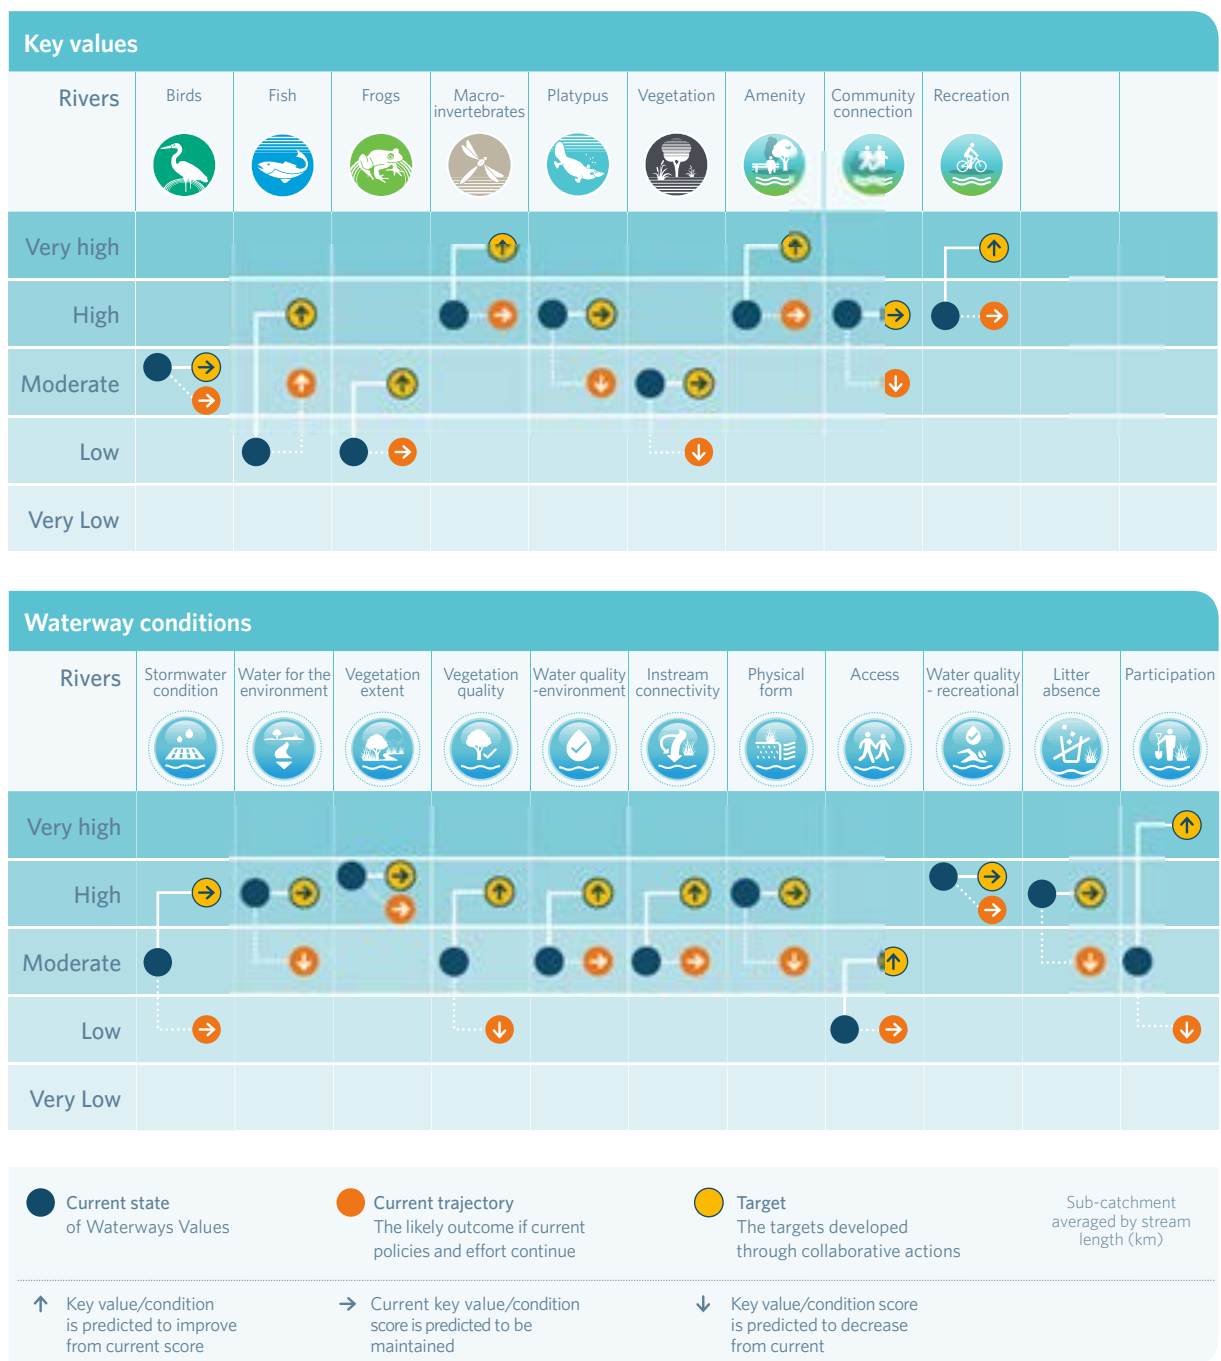 Key values
Rivers
Birds
Fish
Frogs
Macro-
invertebrates
Platypus
Vegetation
Amenity
Community
connection
Recreation
Very high
High
Moderate
Low
Very Low
Waterway conditions
Rivers
Stormwater
condition
Water for the
environment
Vegetation
extent
Vegetation
quality
Water quality
-environment
Instream
connectivity
Physical
form
Access
Water quality
- recreational
Litter
absence
Participation
Very high
High
Moderate
Low
Very Low
Current state
of Waterways Values
Current trajectory
The likely outcome if current
policies and effort continue
Target
The targets developed
through collaborative actions
Sub-catchment
averaged by stream
length (km)
Key value/condition
is predicted to improve
from current score
Current key value/condition
score is predicted to be
maintained
Key value/condition score
is predicted to decrease
from current